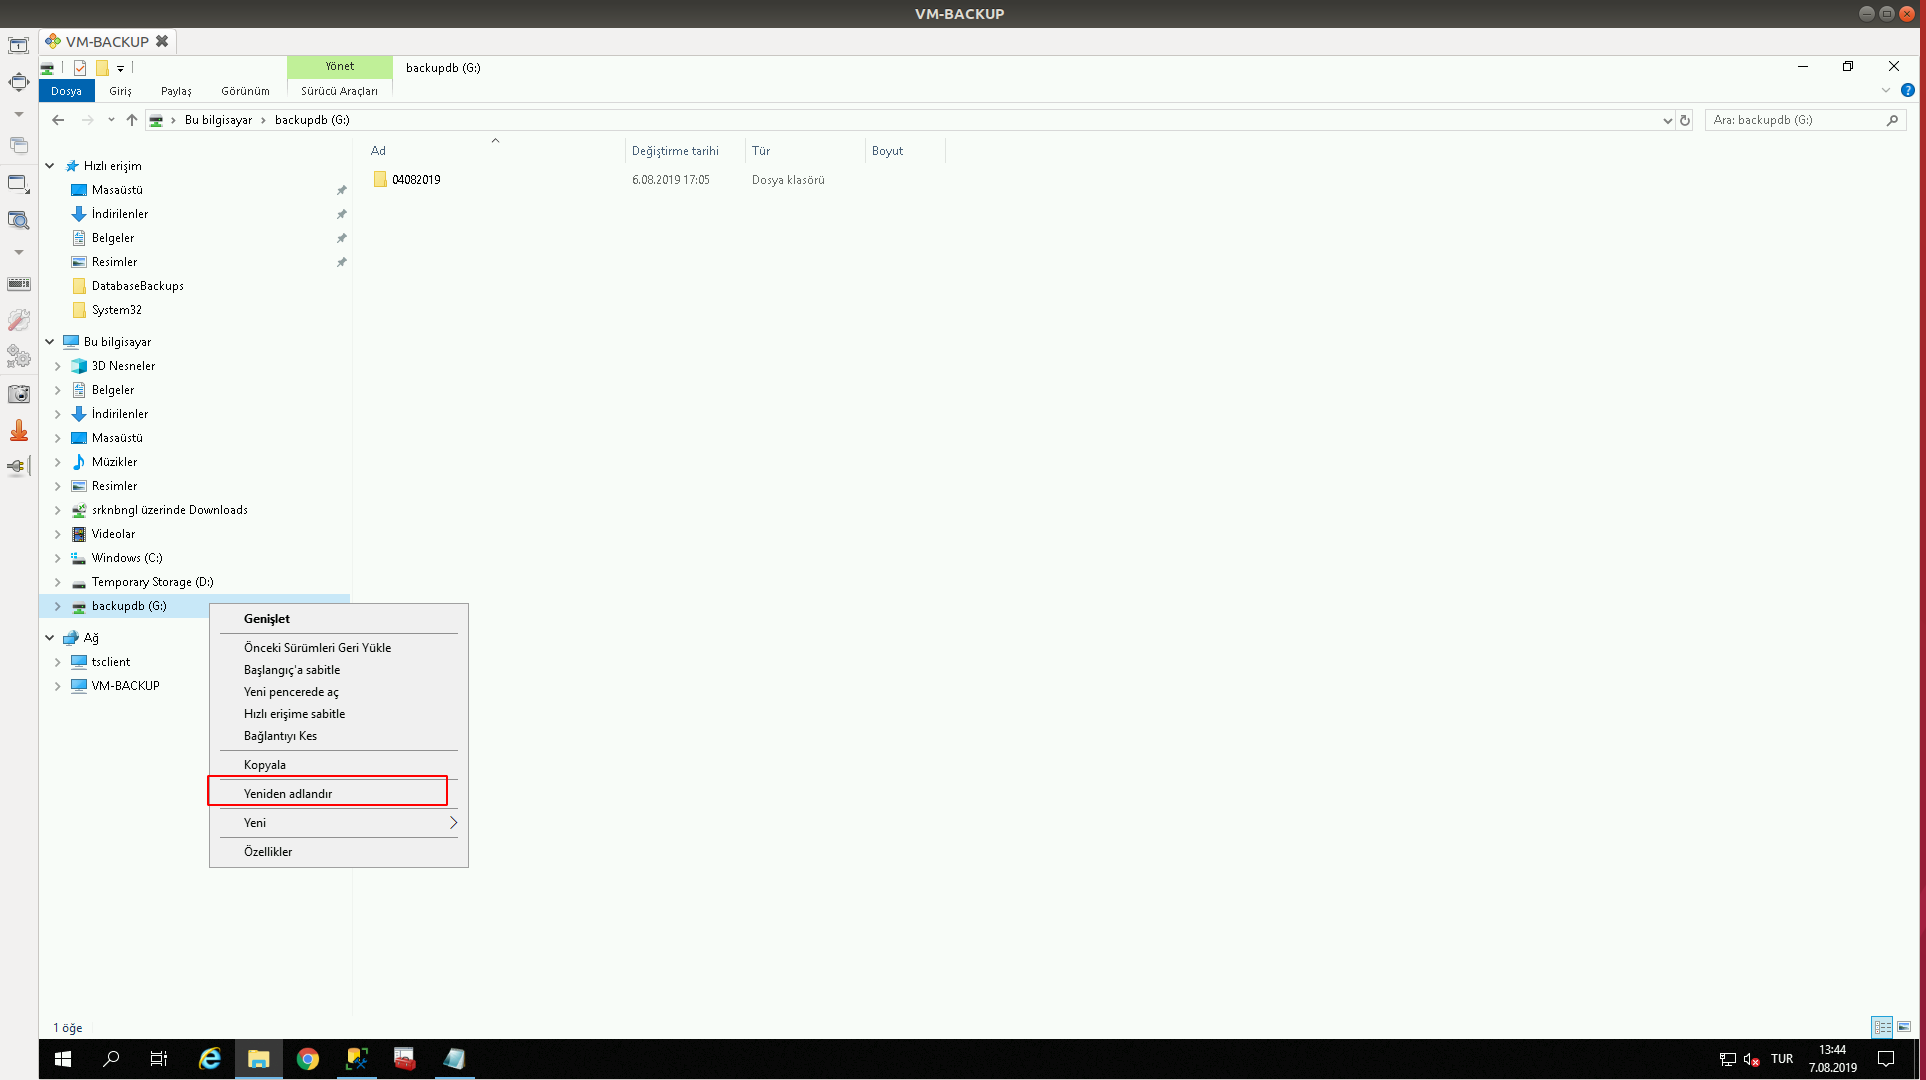 VM-BACKUP
VM-BACKUP
Yönet
backupdb (G:)
Dosya
Giriş
Paylaş
Görünüm
Sürücü Araçları
Bu bilgisayar
backupdb (G:)
Ara: backupdb (G:)
Ad
Değiştirme tarihi
Tür
Boyut
04082019
6.08.2019 17:05
Dosya klasörü
Hızlı erişim
Masaüstü
İndirilenler
Belgeler
Resimler
DatabaseBackups
System32
Bu bilgisayar
3D Nesneler
Belgeler
İndirilenler
Masaüstü
Müzikler
Resimler
srknbngl üzerinde Downloads
Videolar
Windows (C:)
Temporary Storage (D:)
backupdb (G:)
Ağ
tsclient
VM-BACKUP
Genişlet
Önceki Sürümleri Geri Yükle
Başlangıç'a sabitle
Yeni pencerede aç
Hızlı erişime sabitle
Bağlantıyı Kes
Kopyala
Yeniden adlandır
Yeni
Özellikler
1 öğe
TUR
13:44
7.08.2019